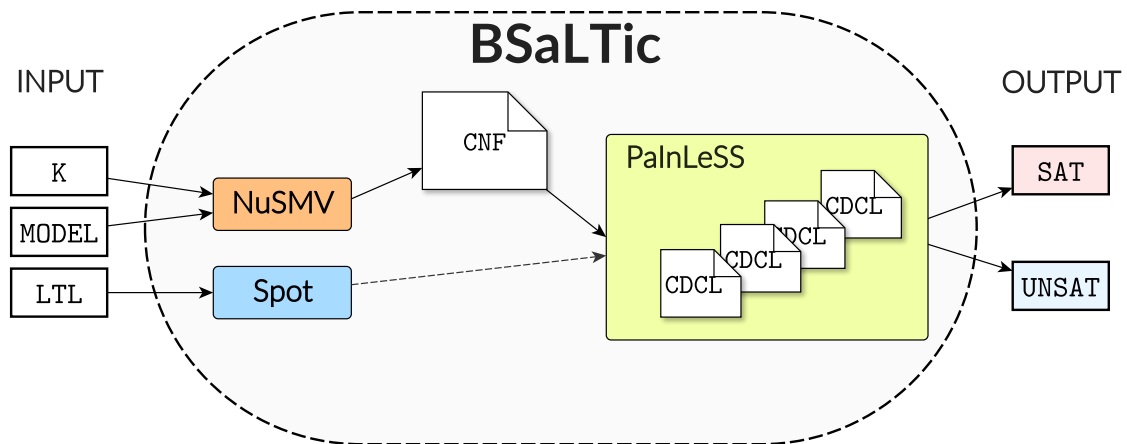 BSaLTic
INPUT
OUTPUT
K
MODEL
LTL
NuSMV
Spot
CNF
PaInLeSS
CDCL
CDCL
CDCL
CDCL
SAT
UNSAT